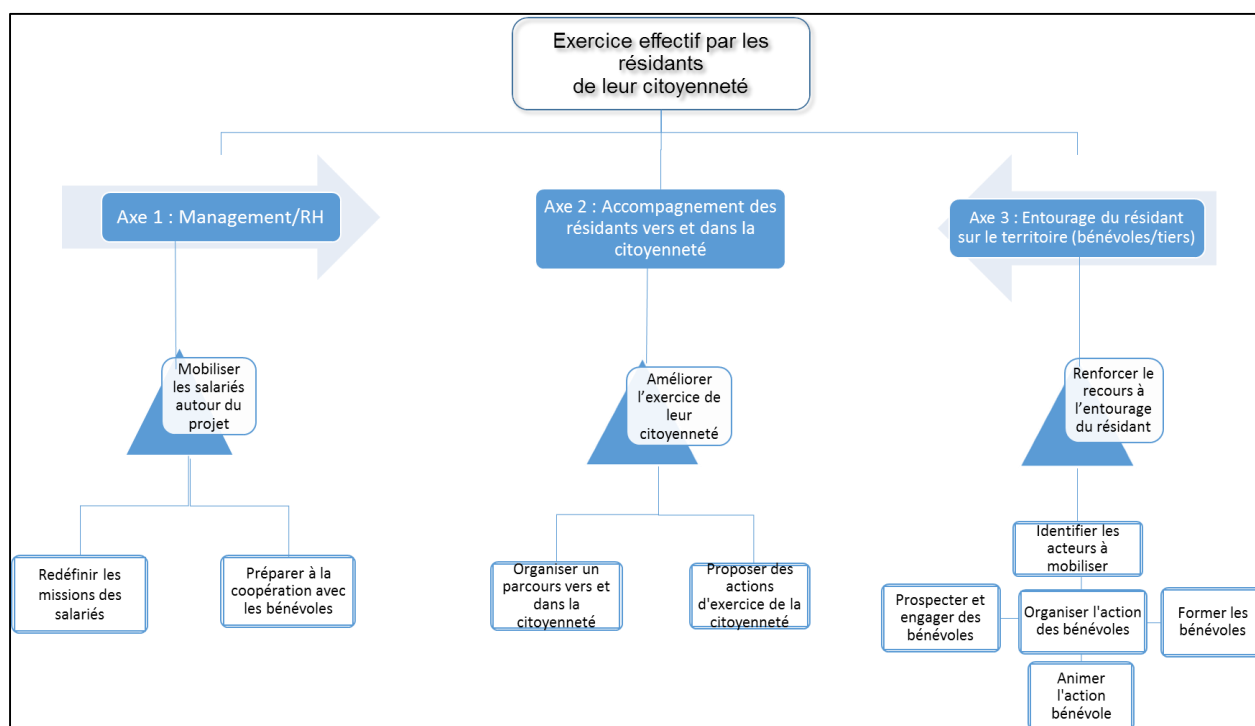 Exercice effectif par les
résidants
de leur citoyenneté
Axe 1 : Management/RH
Axe 2 : Accompagnement des
résidants vers et dans la
citoyenneté
Axe 3 : Entourage du résidant
sur le territoire (bénévoles/tiers)
Mobiliser
les salariés
autour du
projet
Améliorer
l’exercice de
leur
citoyenneté
Renforcer le
recours à
l’entourage
du résidant
Redéfinir les
missions des
salariés
Préparer à la
coopération avec
les bénévoles
Organiser un
parcours vers et
dans la
citoyenneté
Proposer des
actions
d'exercice de la
citoyenneté
Identifier les
acteurs à
mobiliser
Prospecter et
engager des
bénévoles
Organiser l'action
des bénévoles
Former les
bénévoles
Animer
l'action
bénévole